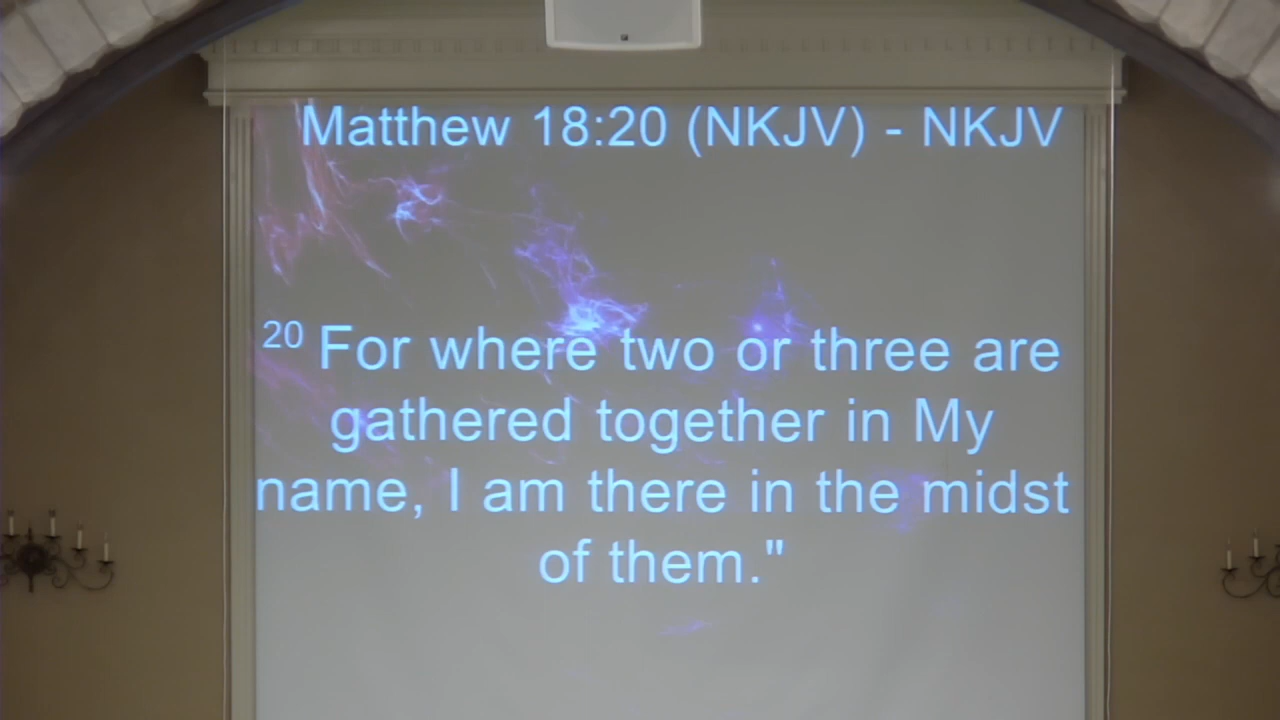 Matthew 18:20 (NKJV) - NKJV
20 For where two or three are
gathered together in My
name, I am there in the midst
of them."